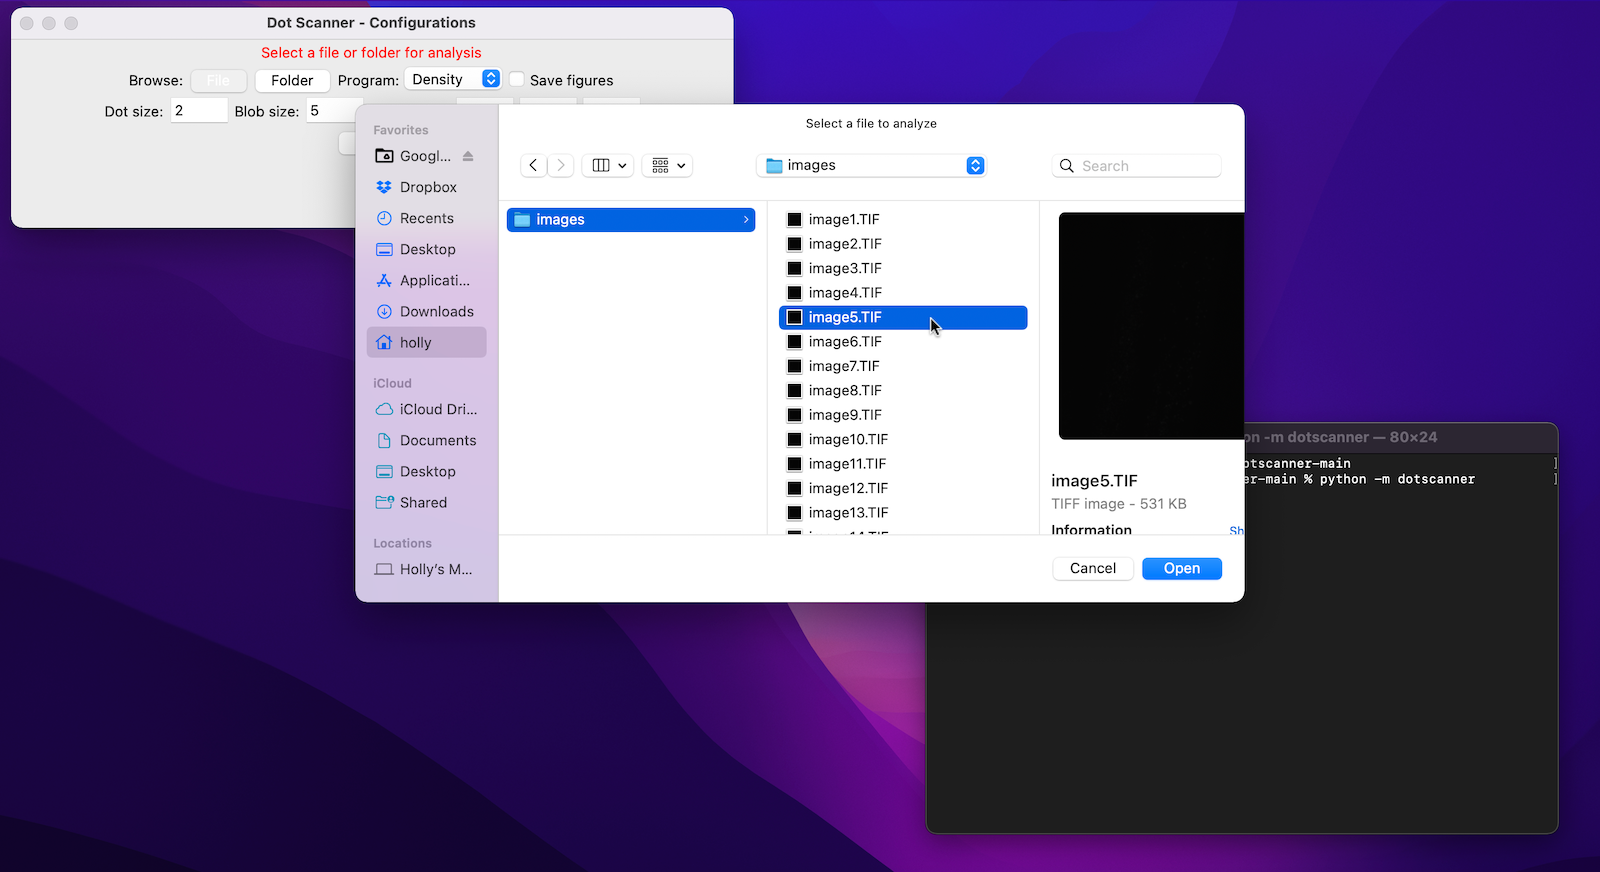 Dot Scanner - Configurations
Select a file or folder for analysis
Browse: File Folder Program: Density Save figures
Dot size: 2 Blob size: 5
Select a file to analyze
images
Search
Favorites
Googl...
Dropbox
Recents
Desktop
Applicati...
Downloads
holly
iCloud
iCloud Dri...
Documents
Desktop
Shared
Locations
Holly’s M...
images
image1.TIF
image2.TIF
image3.TIF
image4.TIF
image5.TIF
image6.TIF
image7.TIF
image8.TIF
image9.TIF
image10.TIF
image11.TIF
image12.TIF
image13.TIF
image5.TIF
TIFF image - 531 KB
Information Sh
Cancel Open
on -m dotscanner — 80×24
otscanner-main ]
er-main % python -m dotscanner ]